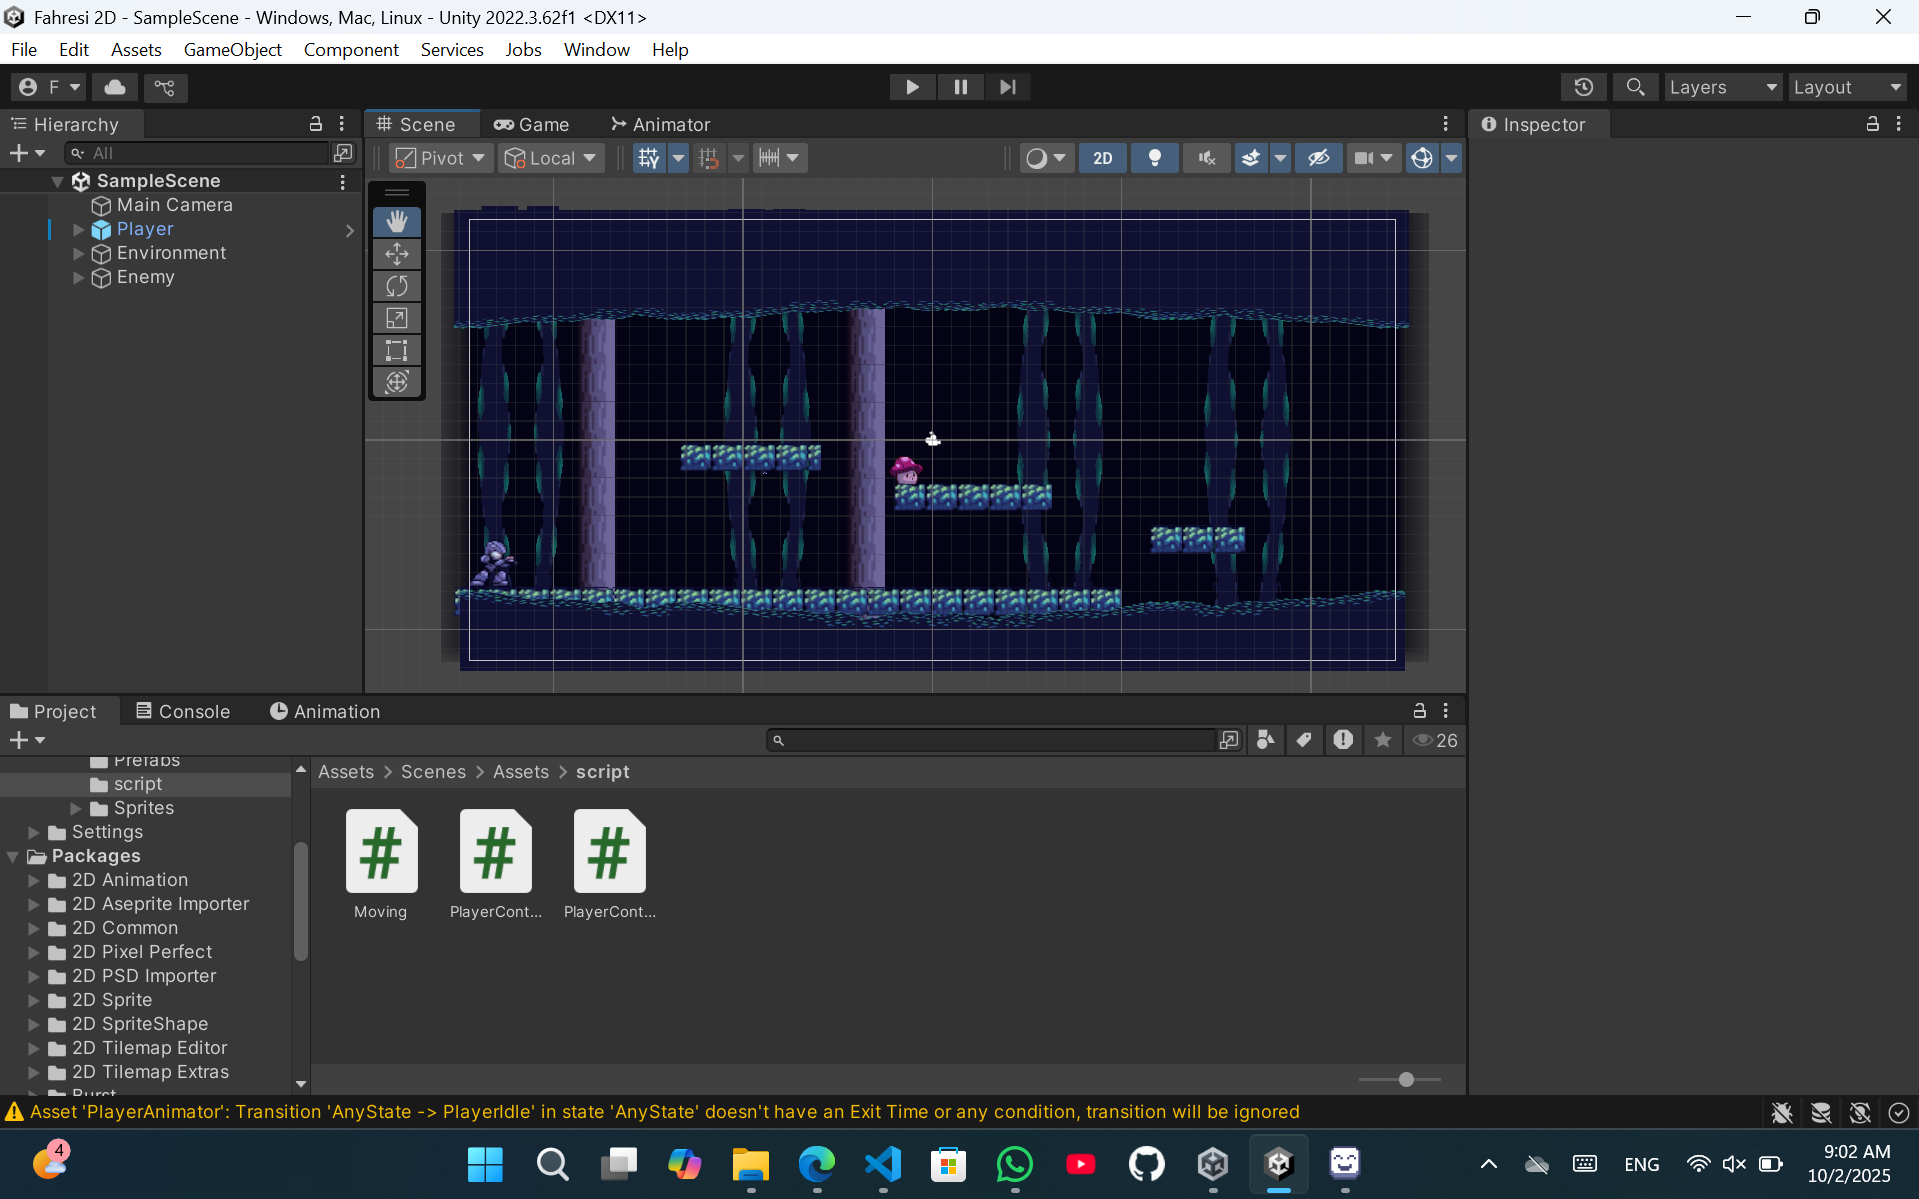 Fahresi 2D - SampleScene - Windows, Mac, Linux - Unity 2022.3.62f1 <DX11>
File Edit Assets GameObject Component Services Jobs Window Help
F
Layers Layout
Hierarchy
Scene Game Animator
Inspector
All
Pivot Local 2D
SampleScene
Main Camera
Player
Environment
Enemy
Project Console Animation
26
Prefabs
script
Sprites
Settings
Packages
2D Animation
2D Aseprite Importer
2D Common
2D Pixel Perfect
2D PSD Importer
2D Sprite
2D SpriteShape
2D Tilemap Editor
2D Tilemap Extras
Burst
Assets > Scenes > Assets > script
Moving PlayerCont... PlayerCont...
Asset 'PlayerAnimator': Transition 'AnyState -> PlayerIdle' in state 'AnyState' doesn't have an Exit Time or any condition, transition will be ignored
4
ENG
9:02 AM
10/2/2025